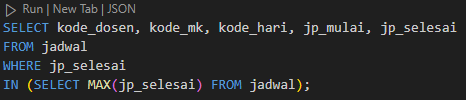 Run | New Tab | JSON
SELECT kode_dosen, kode_mk, kode_hari, jp_mulai, jp_selesai
FROM jadwal
WHERE jp_selesai
IN (SELECT MAX(jp_selesai) FROM jadwal);